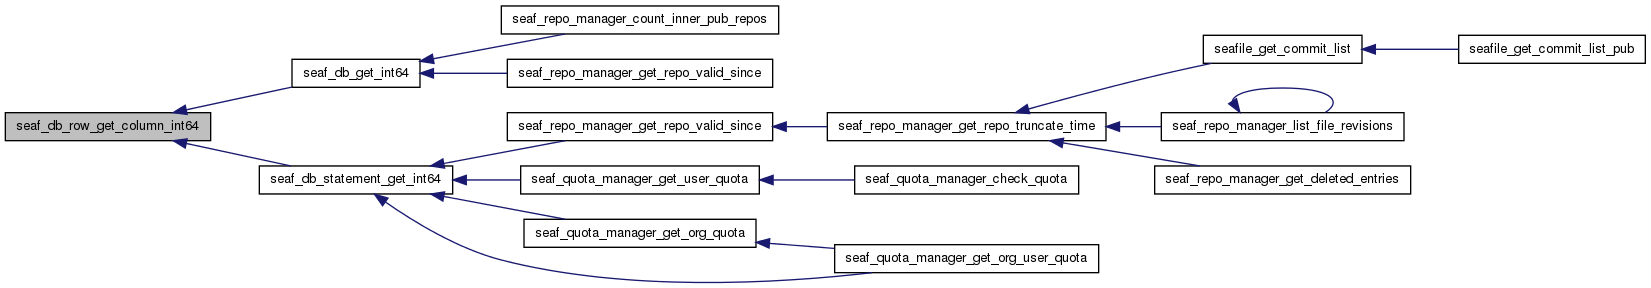 seaf_repo_manager_count_inner_pub_repos
seafile_get_commit_list
seafile_get_commit_list_pub
seaf_db_get_int64
seaf_repo_manager_get_repo_valid_since
seaf_db_row_get_column_int64
seaf_repo_manager_get_repo_valid_since
seaf_repo_manager_get_repo_truncate_time
seaf_repo_manager_list_file_revisions
seaf_db_statement_get_int64
seaf_quota_manager_get_user_quota
seaf_quota_manager_check_quota
seaf_repo_manager_get_deleted_entries
seaf_quota_manager_get_org_quota
seaf_quota_manager_get_org_user_quota